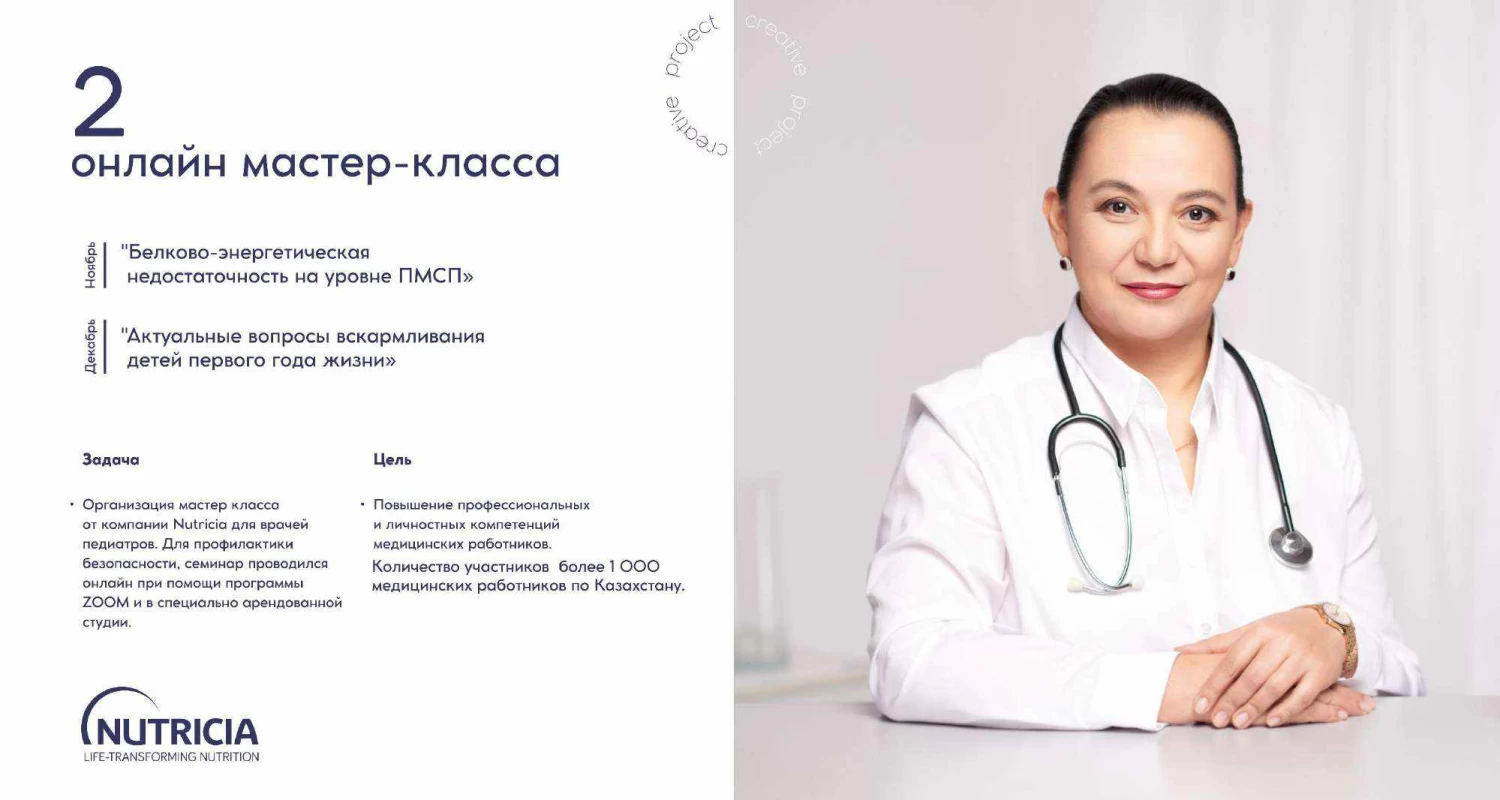 creative project
creative project
2
онлайн мастер-класса
Ноябрь
"Белково-энергетическая
недостаточность на уровне ПМСП»
Декабрь
"Актуальные вопросы вскармливания
детей первого года жизни»
Задача
• Организация мастер класса
от компании Nutricia для врачей
педиатров. Для профилактики
безопасности, семинар проводился
онлайн при помощи программы
ZOOM и в специально арендованной
студии.
Цель
• Повышение профессиональных
и личностных компетенций
медицинских работников.
Количество участников более 1 000
медицинских работников по Казахстану.
NUTRICIA
LIFE-TRANSFORMING NUTRITION